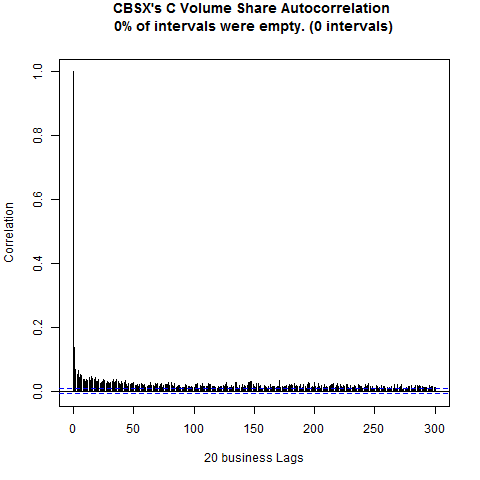 CBSX's C Volume Share Autocorrelation
0% of intervals were empty. (0 intervals)
Correlation
1.0
0.8
0.6
0.4
0.2
0.0
0 50 100 150 200 250 300
20 business Lags